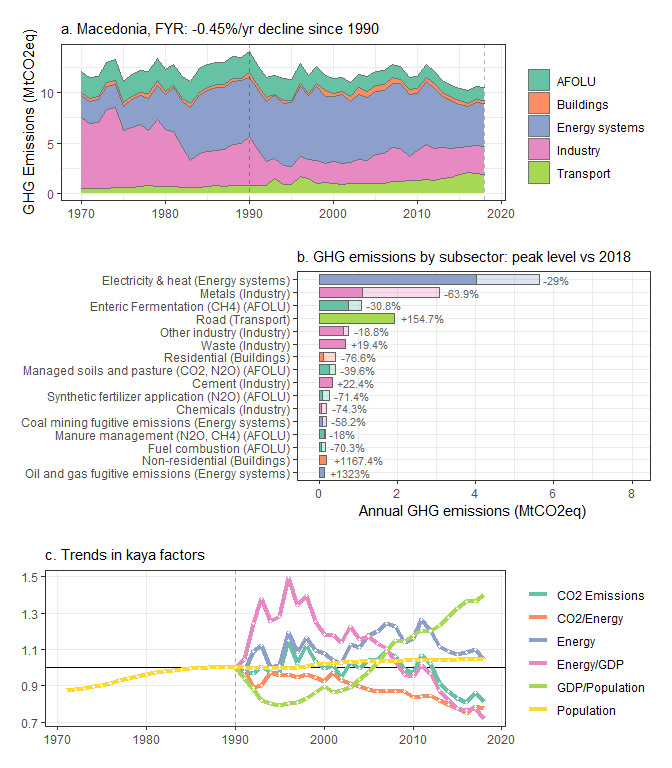 a. Macedonia, FYR: -0.45%/yr decline since 1990
GHG Emissions (MtCO2eq)
10
5
0
1970
1980
1990
2000
2010
2020
AFOLU
Buildings
Energy systems
Industry
Transport
b. GHG emissions by subsector: peak level vs 2018
Electricity & heat (Energy systems)
-29%
Metals (Industry)
-63.9%
Enteric Fermentation (CH4) (AFOLU)
-30.8%
Road (Transport)
+154.7%
Other industry (Industry)
-18.8%
Waste (Industry)
+19.4%
Residential (Buildings)
-76.6%
Managed soils and pasture (CO2, N2O) (AFOLU)
-39.6%
Cement (Industry)
+22.4%
Synthetic fertilizer application (N2O) (AFOLU)
-71.4%
Chemicals (Industry)
-74.3%
Coal mining fugitive emissions (Energy systems)
-58.2%
Manure management (N2O, CH4) (AFOLU)
-18%
Fuel combustion (AFOLU)
-70.3%
Non-residential (Buildings)
+1167.4%
Oil and gas fugitive emissions (Energy systems)
+1323%
0
2
4
6
8
Annual GHG emissions (MtCO2eq)
c. Trends in kaya factors
1.5
1.3
1.1
0.9
0.7
1970
1980
1990
2000
2010
2020
CO2 Emissions
CO2/Energy
Energy
Energy/GDP
GDP/Population
Population